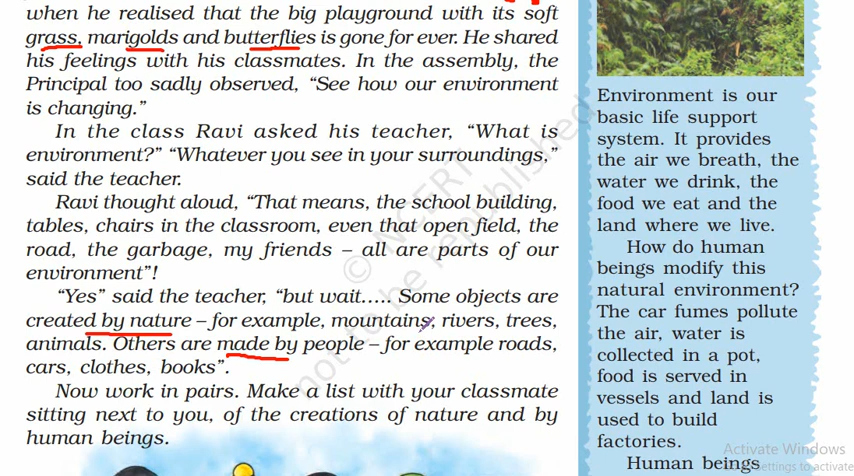 when he realised that the big playground with its soft
grass, marigolds and butterflies is gone for ever. He shared
his feelings with his classmates. In the assembly, the
Principal too sadly observed, “See how our environment
is changing.”
In the class Ravi asked his teacher, “What is
environment?” “Whatever you see in your surroundings,”
said the teacher.
Ravi thought aloud, “That means, the school building,
tables, chairs in the classroom, even that open field, the
road, the garbage, my friends – all are parts of our
environment”!
“Yes” said the teacher, “but wait….. Some objects are
created by nature – for example, mountains, rivers, trees,
animals. Others are made by people – for example roads,
cars, clothes, books”.
Now work in pairs. Make a list with your classmate
sitting next to you, of the creations of nature and by
human beings.
© NCERT
not to be republished
Environment is our
basic life support
system. It provides
the air we breath, the
water we drink, the
food we eat and the
land where we live.
How do human
beings modify this
natural environment?
The car fumes pollute
the air, water is
collected in a pot,
food is served in
vessels and land is
used to build
factories.
Human beings
Activate Windows
to Settings to activate